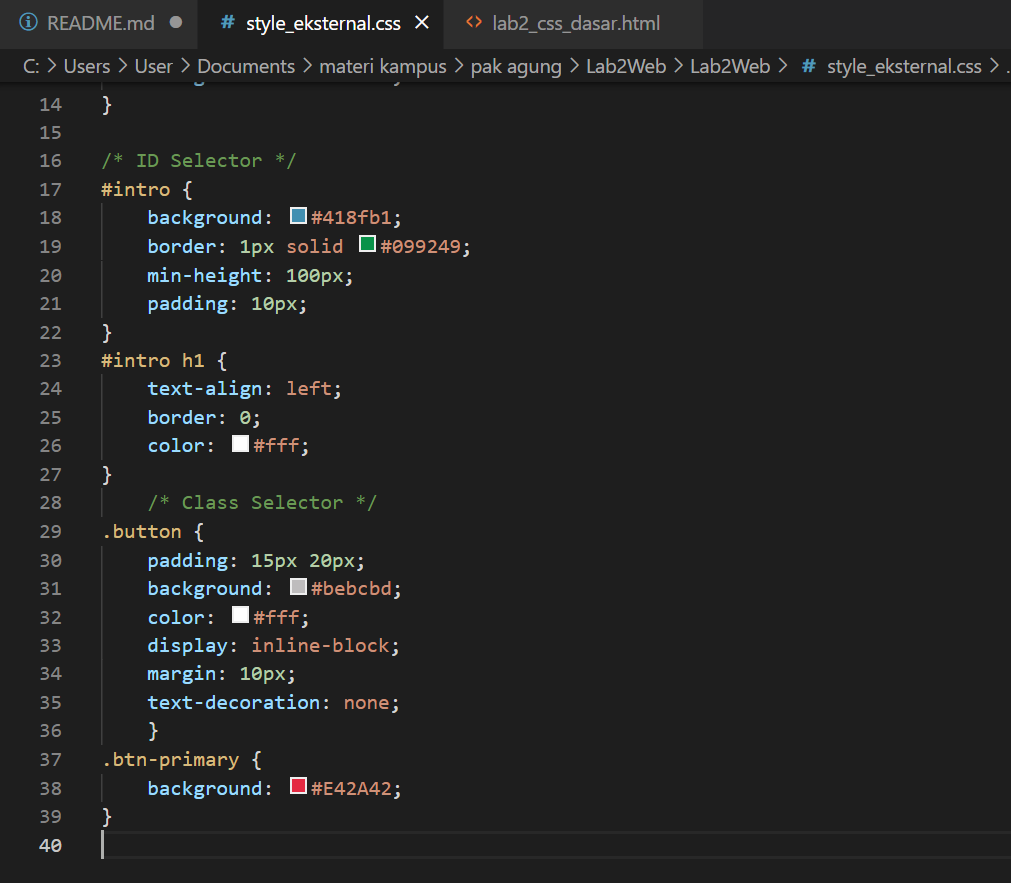 README.md
style_eksternal.css
lab2_css_dasar.html
C: > Users > User > Documents > materi kampus > pak agung > Lab2Web > Lab2Web > # style_eksternal.css > .
14 }
15
16 /* ID Selector */
17 #intro {
18     background: #418fb1;
19     border: 1px solid #099249;
20     min-height: 100px;
21     padding: 10px;
22 }
23 #intro h1 {
24     text-align: left;
25     border: 0;
26     color: #fff;
27 }
28     /* Class Selector */
29 .button {
30     padding: 15px 20px;
31     background: #bebcbd;
32     color: #fff;
33     display: inline-block;
34     margin: 10px;
35     text-decoration: none;
36     }
37 .btn-primary {
38     background: #E42A42;
39 }
40